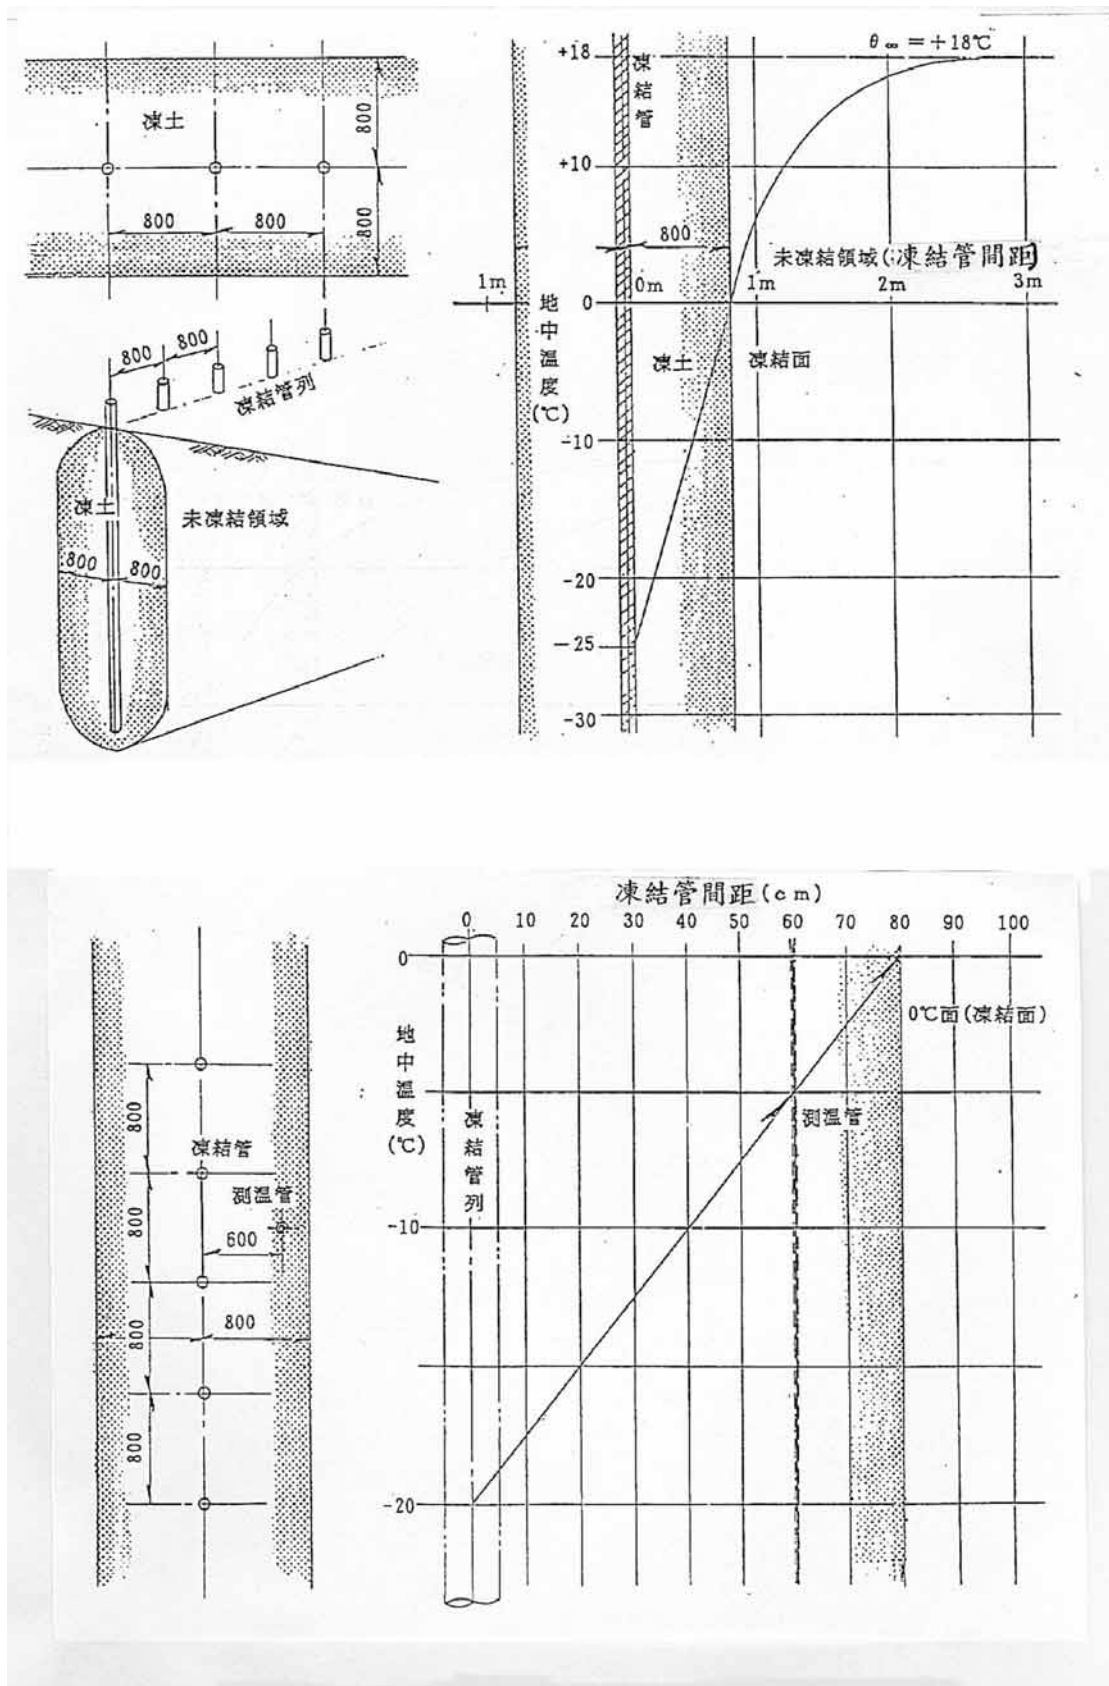 凍土
800
800
800
800
800
800
凍結管列
凍土
未凍結領域
800
800
+18
θ∞=+18℃
凍結管
+10
800
未凍結領域(凍結管間距)
1m
0m
1m
2m
3m
0
地中温度(℃)
凍土
凍結面
-10
-20
-25
-30
凍結管間距(cm)
0
10
20
30
40
50
60
70
80
90
100
0
0℃面(凍結面)
地中温度(℃)
凍結管列
測温管
-10
-20
800
凍結管
測温管
800
600
800
800
800